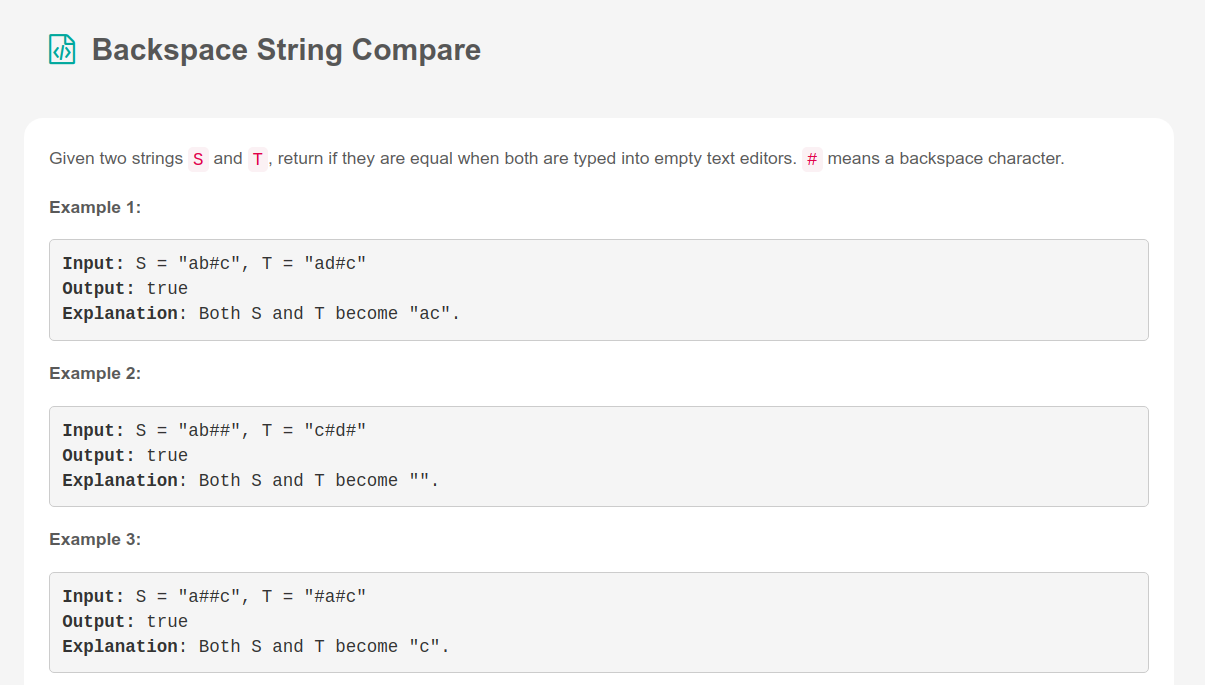 Backspace String Compare
Given two strings S and T, return if they are equal when both are typed into empty text editors. # means a backspace character.
Example 1:
Input: S = "ab#c", T = "ad#c"
Output: true
Explanation: Both S and T become "ac".
Example 2:
Input: S = "ab##", T = "c#d#"
Output: true
Explanation: Both S and T become "".
Example 3:
Input: S = "a##c", T = "#a#c"
Output: true
Explanation: Both S and T become "c".